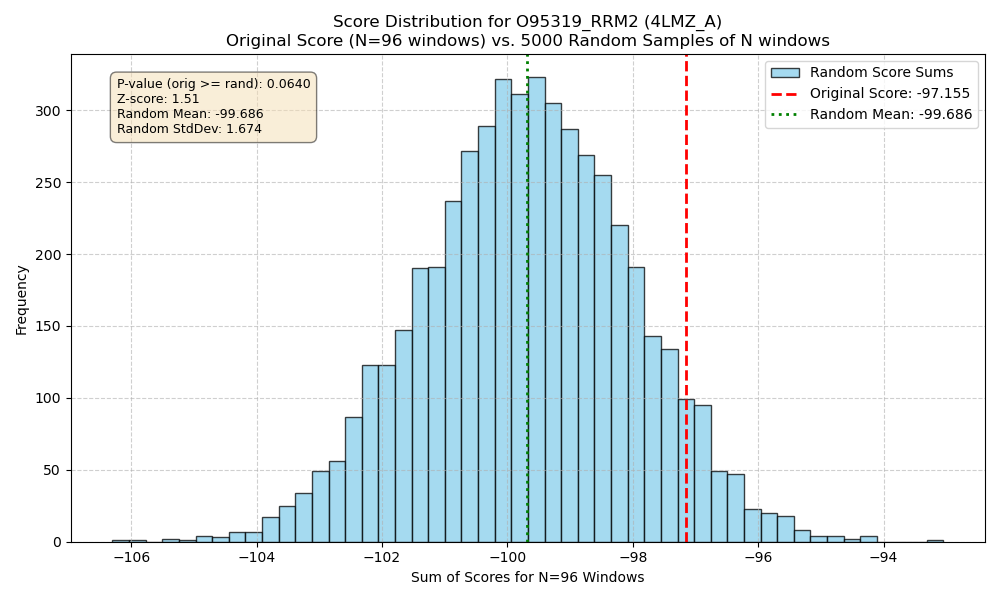 Score Distribution for O95319_RRM2 (4LMZ_A)
Original Score (N=96 windows) vs. 5000 Random Samples of N windows
P-value (orig >= rand): 0.0640
Z-score: 1.51
Random Mean: -99.686
Random StdDev: 1.674
Random Score Sums
Original Score: -97.155
Random Mean: -99.686
Frequency
300
250
200
150
100
50
0
−106
−104
−102
−100
−98
−96
−94
Sum of Scores for N=96 Windows